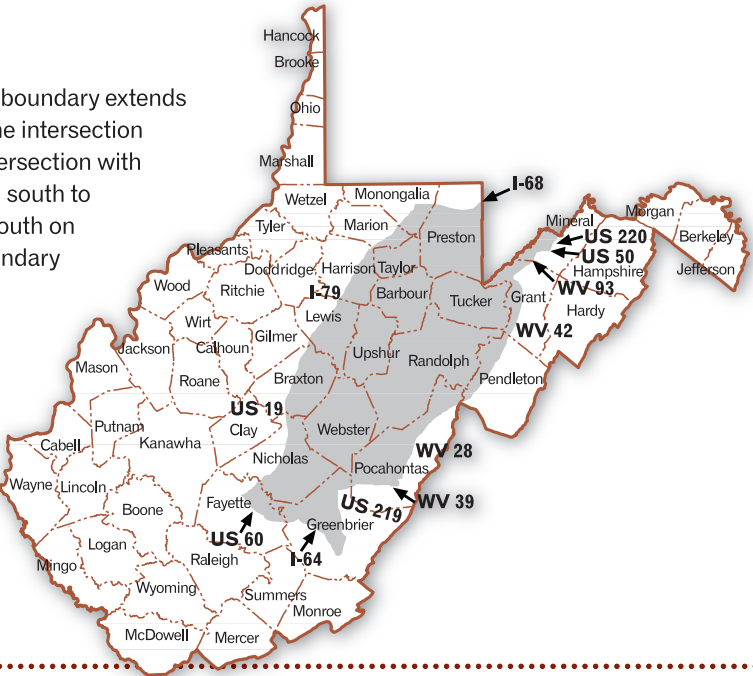 Hancock
Brooke
boundary extends
ne intersection
Ohio
tersection with
Marshall
south to
I-68
Wetzel
Monongalia
outh on
Mineral
Morgan
Tyler
Marion
Preston
US 220
Berkeley
ndary
Pleasants
US 50
Doddridge
Harrison
Taylor
Hampshire
Jefferson
Wood
Ritchie
I-79
Barbour
Tucker
Grant
WV 93
Lewis
Hardy
Wirt
Gilmer
WV 42
Jackson
Calhoun
Upshur
Randolph
Mason
Roane
Braxton
Pendleton
US 19
Putnam
Clay
Webster
Cabell
Kanawha
WV 28
Nicholas
Pocahontas
Wayne
Lincoln
Fayette
US 219
WV 39
Boone
Greenbrier
US 60
Logan
Raleigh
I-64
Mingo
Wyoming
Summers
Monroe
McDowell
Mercer